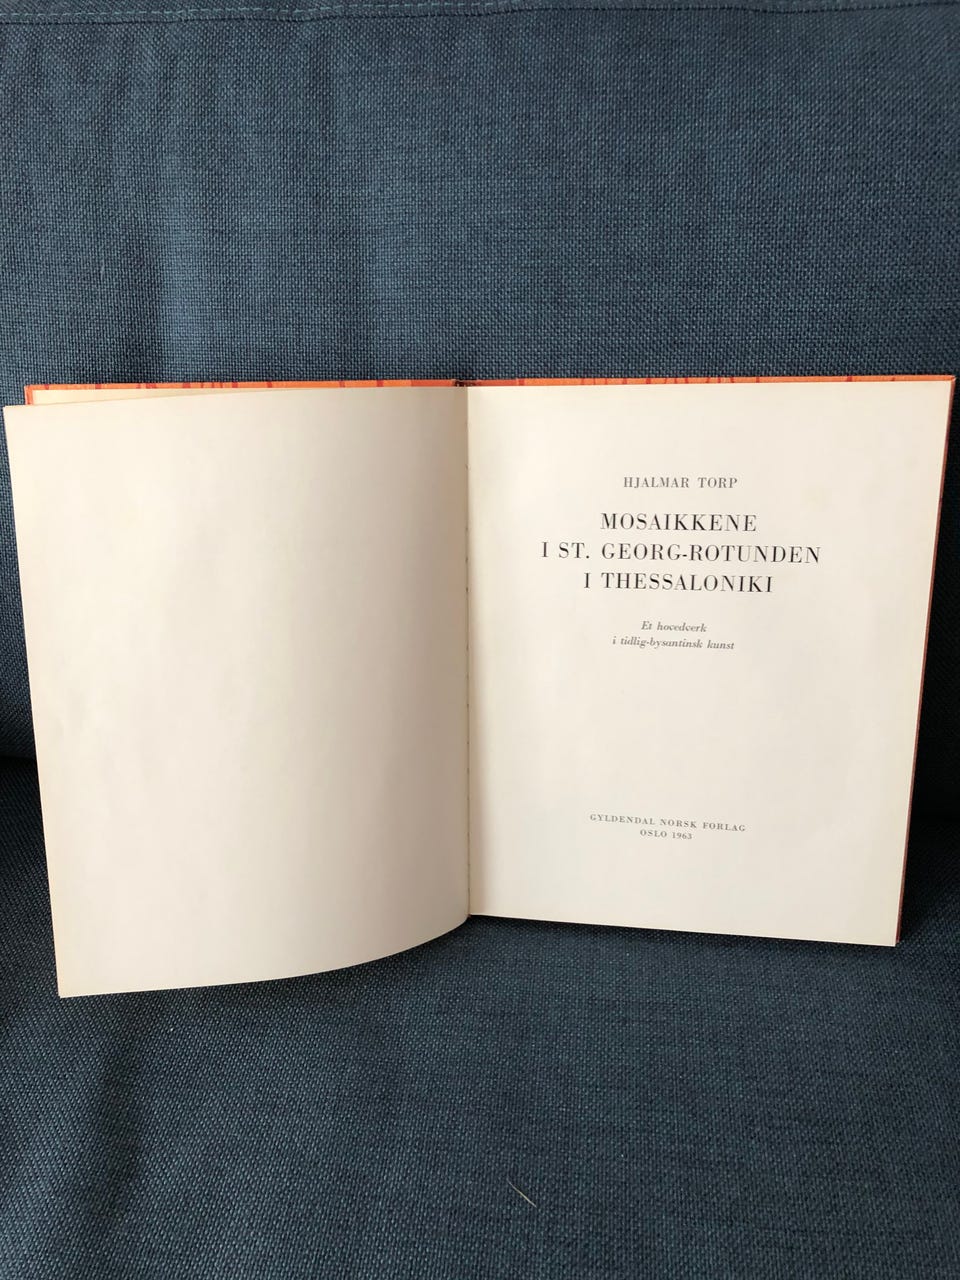 HJALMAR TORP
MOSAIKKENE
I ST. GEORG-ROTUNDEN
I THESSALONIKI
Et hovedverk
i tidlig-bysantinsk kunst
GYLDENDAL NORSK FORLAG
OSLO 1963